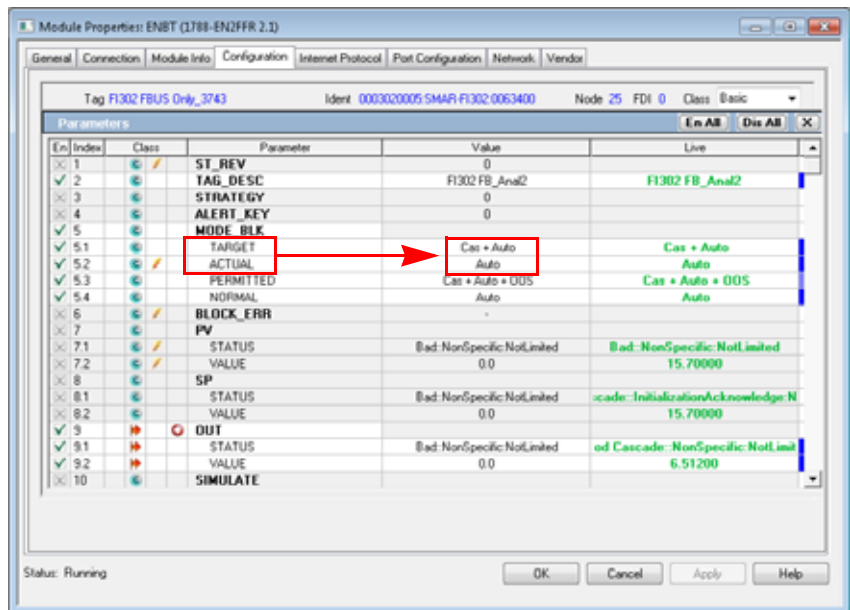 Module Properties: ENBT (1788-EN2FFR 2.1)
General Connection Module Info Configuration Internet Protocol Port Configuration Network Vendor
Tag FI302 FBUS Only_3743 Ident 0003020005:SMAR-FI302:0063400 Node 25 FDI 0 Class Basic
Parameters En All Dis All X
En Index Class Parameter Value Live
1 ST_REV 0
2 TAG_DESC FI302 FB_Anal2 FI302 FB_Anal2
3 STRATEGY 0
4 ALERT_KEY 0
5 MODE_BLK
5.1 TARGET Cas + Auto Cas + Auto
5.2 ACTUAL Auto Auto
5.3 PERMITTED Cas + Auto + OOS Cas + Auto + OOS
5.4 NORMAL Auto Auto
6 BLOCK_ERR -
7 PV
7.1 STATUS Bad:NonSpecific:NotLimited Bad::NonSpecific:NotLimited
7.2 VALUE 0.0 15.70000
8 SP
8.1 STATUS Bad:NonSpecific:NotLimited :cade::InitializationAcknowledge:N
8.2 VALUE 0.0 15.70000
9 OUT
9.1 STATUS Bad:NonSpecific:NotLimited od Cascade::NonSpecific:NotLimit
9.2 VALUE 0.0 6.51200
10 SIMULATE
Status: Running OK Cancel Apply Help